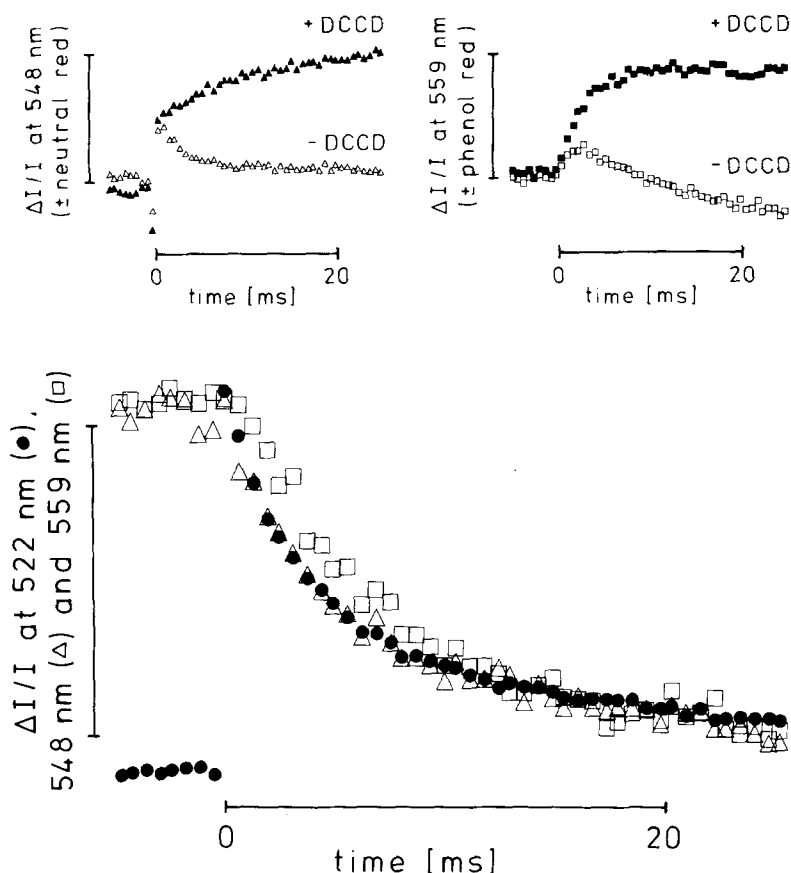 ΔI/I at 548 nm
(± neutral red)
+ DCCD
- DCCD
0
20
time [ms]
ΔI/I at 559 nm
(± phenol red)
+ DCCD
- DCCD
0
20
time [ms]
ΔI/I at 522 nm (●),
548 nm (△) and 559 nm (□)
0
20
time [ms]